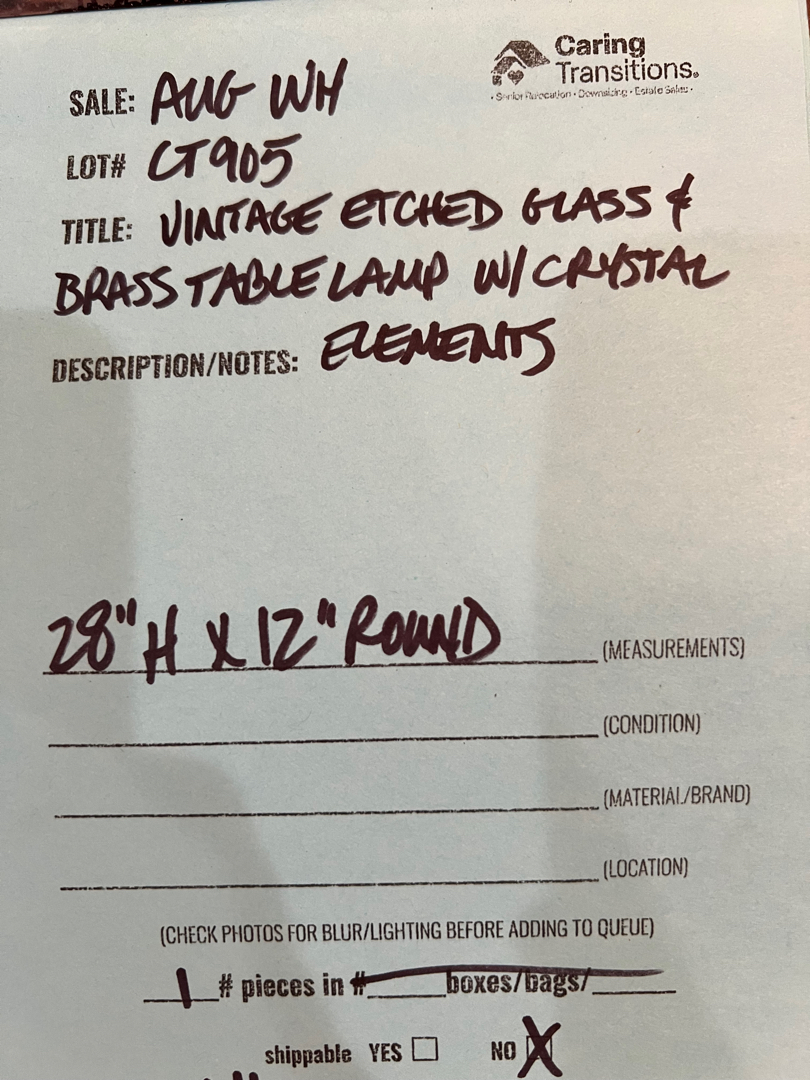 Caring
Transitions®
• Senior Relocation • Downsizing • Estate Sales •
SALE: AUG WH
LOT# CT905
TITLE: VINTAGE ETCHED GLASS &
BRASS TABLE LAMP W/ CRYSTAL
DESCRIPTION/NOTES: ELEMENTS
28" H X 12" ROUND (MEASUREMENTS)
(CONDITION)
(MATERIAL/BRAND)
(LOCATION)
(CHECK PHOTOS FOR BLUR/LIGHTING BEFORE ADDING TO QUEUE)
1 # pieces in # boxes/bags/
shippable YES ☐ NO ☒